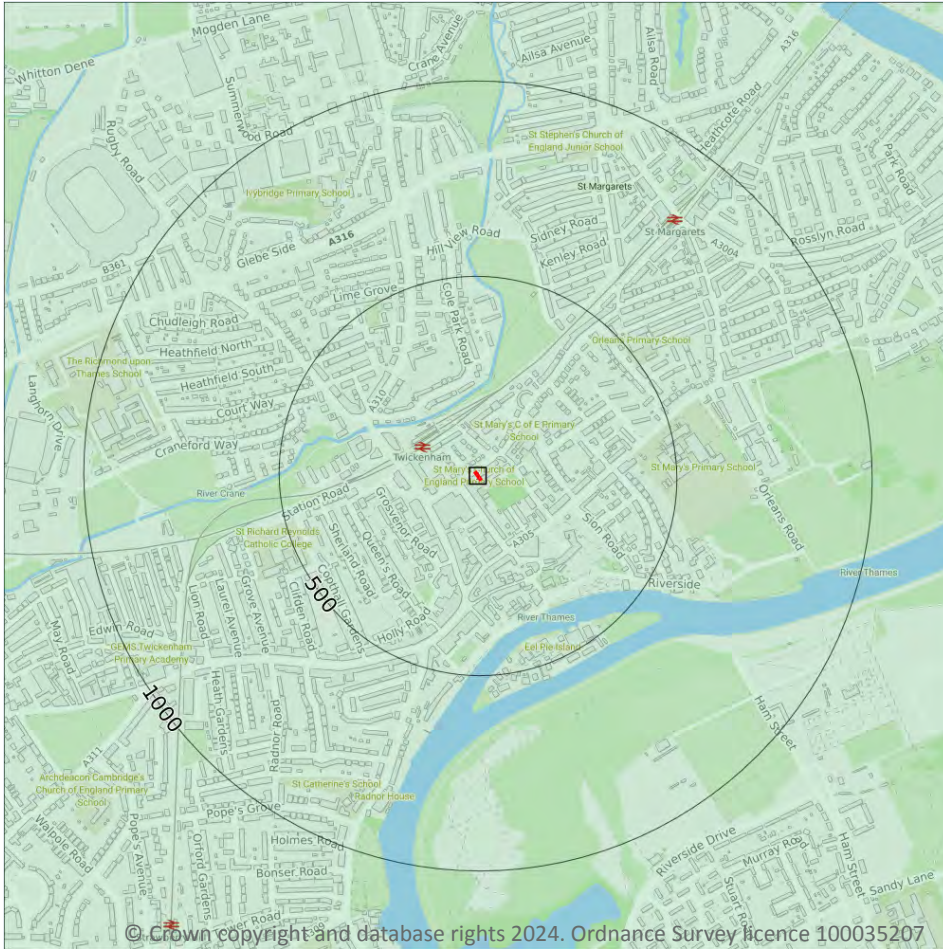 Mogden Lane
Crane Avenue
Ailsa Avenue
Ailsa Road
A316
Whitton Dene
Summerwood Road
Heathcote Road
Rugby Road
St Stephen's Church of
England Junior School
Park Road
Ivybridge Primary School
St Margarets
St Margarets
Sidney Road
Hill View Road
A316
Glebe Side
A3004
Rosslyn Road
Kenley Road
B361
Lime Grove
Cole Park Road
Chudleigh Road
Orleans Primary School
Heathfield North
The Richmond upon
Thames School
Heathfield South
Langhorn Drive
Court Way
A310
St Mary's C of E Primary
School
Craneford Way
Twickenham
St Mary's Church of
England Primary School
St Mary's Primary School
River Crane
Station Road
Grosvenor Road
Orleans Road
Sion Road
St Richard Reynolds
Catholic College
Sherland Road
Queen's Road
A305
River Thames
Riverside
500
Copthall Gardens
Lion Road
Laurel Avenue
Grove Avenue
Clifden Road
River Thames
May Road
Edwin Road
Holly Road
Eel Pie Island
GEMS Twickenham
Primary Academy
1000
Heath Gardens
Radnor Road
Ham Street
A311
St Catherine's School
Radnor House
Archdeacon Cambridge's
Church of England Primary
School
Pope's Grove
Walpole Road
Pope's Avenue
Orford Gardens
Holmes Road
Bonser Road
Riverside Drive
Murray Road
Ham Street
Stuart Road
Sandy Lane
© Crown copyright and database rights 2024. Ordnance Survey licence 100035207